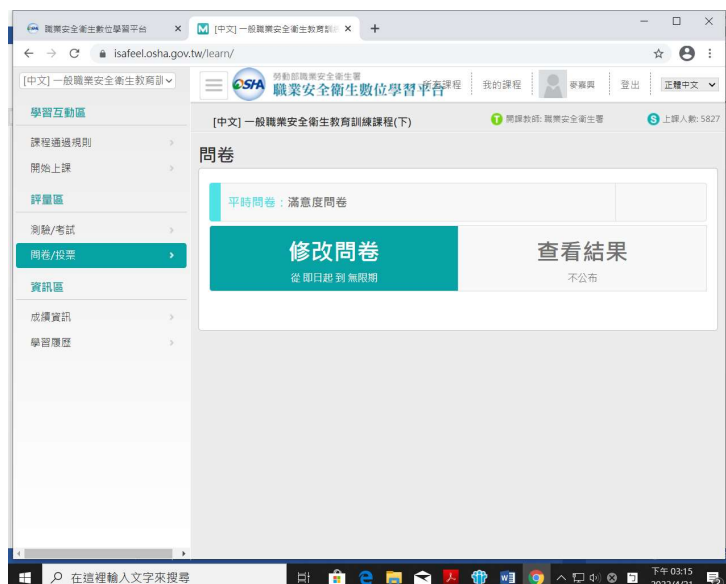 職業安全衛生數位學習平台
[中文] 一般職業安全衛生教育訓
isafeel.osha.gov.tw/learn/
[中文] 一般職業安全衛生教育訓
OSHA
勞動部職業安全衛生署
職業安全衛生數位學習平台
所有課程
我的課程
登出
正體中文
學習互動區
課程通過規則
開始上課
評量區
測驗/考試
問卷/投票
資訊區
成績資訊
學習履歷
[中文] 一般職業安全衛生教育訓練課程(下)
T 開課教師: 職業安全衛生署
S 上課人數: 5827
問卷
平時問卷：滿意度問卷
修改問卷
從 即日起 到 無限期
查看結果
不公布
在這裡輸入文字來搜尋
下午 03:15